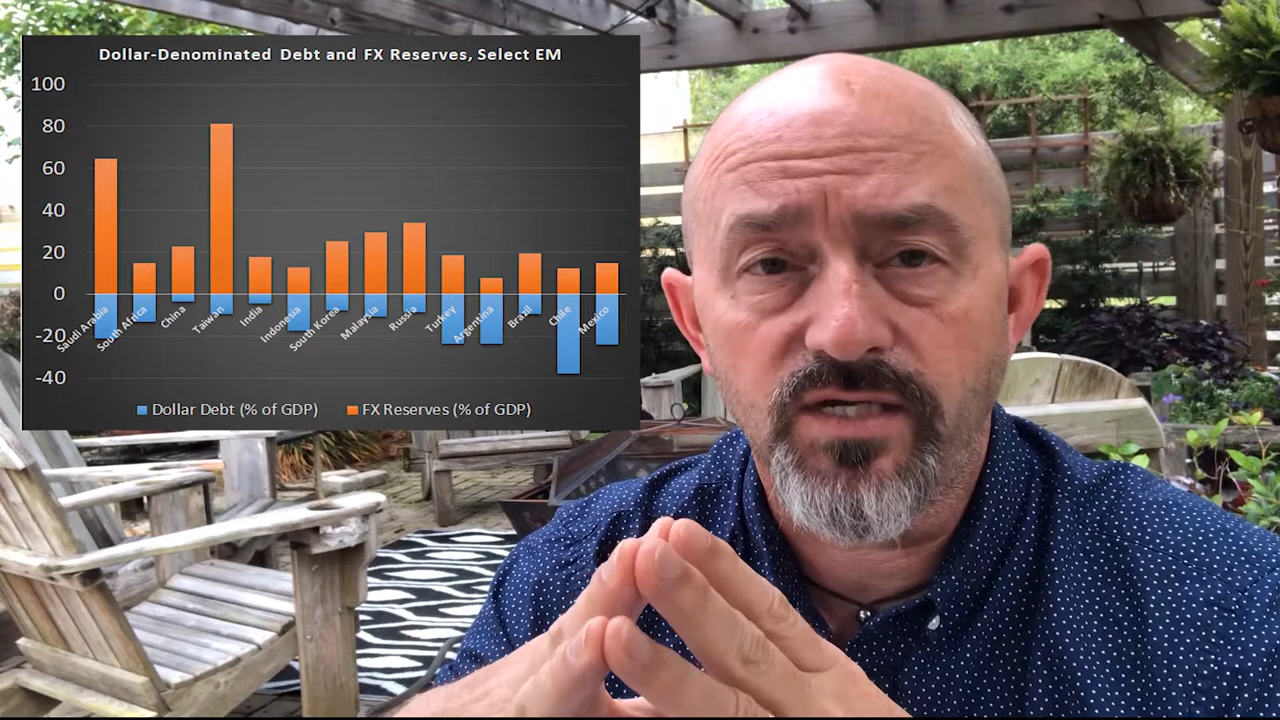 Dollar-Denominated Debt and FX Reserves, Select EM
100
80
60
40
20
0
-20
-40
Saudi Arabia
South Africa
China
Taiwan
India
Indonesia
South Korea
Malaysia
Russia
Turkey
Argentina
Brazil
Chile
Mexico
Dollar Debt (% of GDP)
FX Reserves (% of GDP)